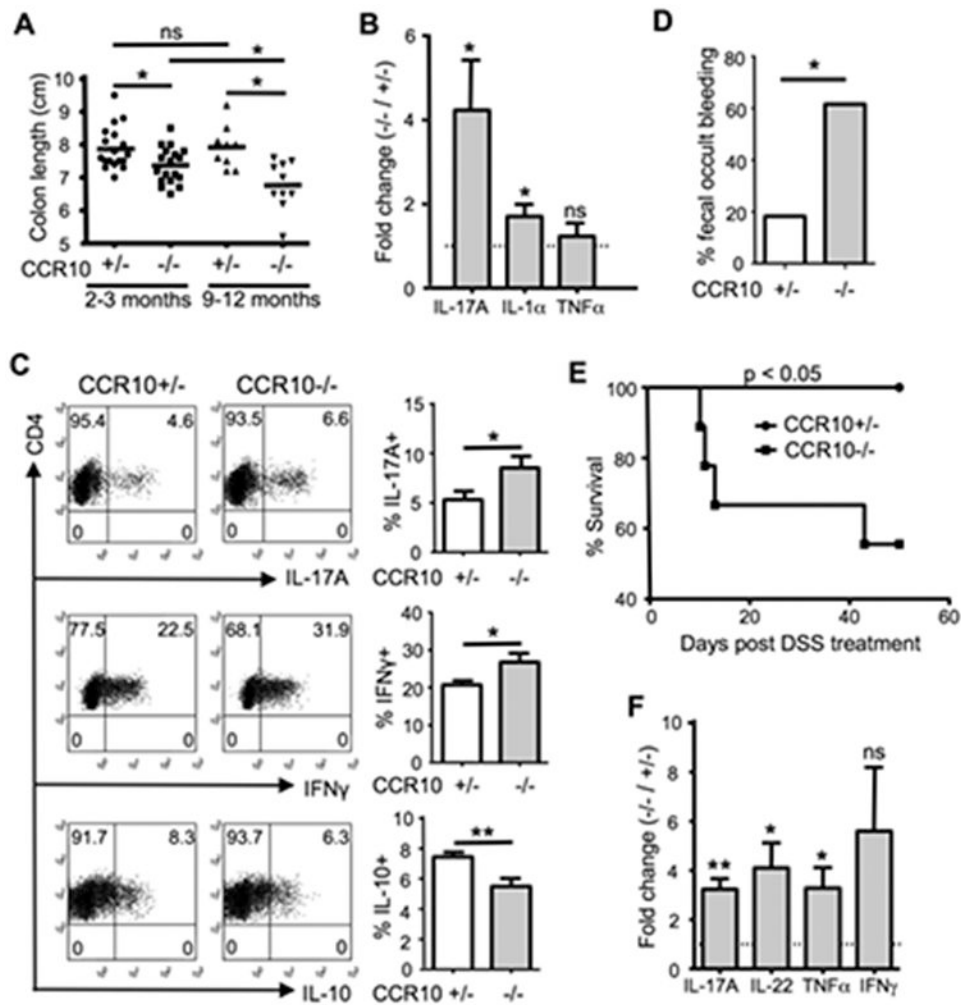 A
ns
*
*
*
Colon length (cm)
10
9
8
7
6
5
CCR10 +/- -/- +/- -/-
2-3 months 9-12 months
B
Fold change (-/- / +/-)
6
4
2
0
*
*
ns
IL-17A IL-1α TNFα
D
% fecal occult bleeding
80
60
40
20
0
*
CCR10 +/- -/-
C
CCR10+/- CCR10-/-
CD4
95.4 4.6
0 0
93.5 6.6
0 0
IL-17A
% IL-17A+
15
10
5
0
*
CCR10 +/- -/-
77.5 22.5
0 0
68.1 31.9
0 0
IFNγ
% IFNγ+
40
30
20
10
0
*
CCR10 +/- -/-
91.7 8.3
0 0
93.7 6.3
0 0
IL-10
% IL-10+
10
8
6
4
2
0
**
CCR10 +/- -/-
E
p < 0.05
CCR10+/-
CCR10-/-
% Survival
100
80
60
40
0 20 40 60
Days post DSS treatment
F
Fold change (-/- / +/-)
10
8
6
4
2
0
**
*
*
ns
IL-17A IL-22 TNFα IFNγ